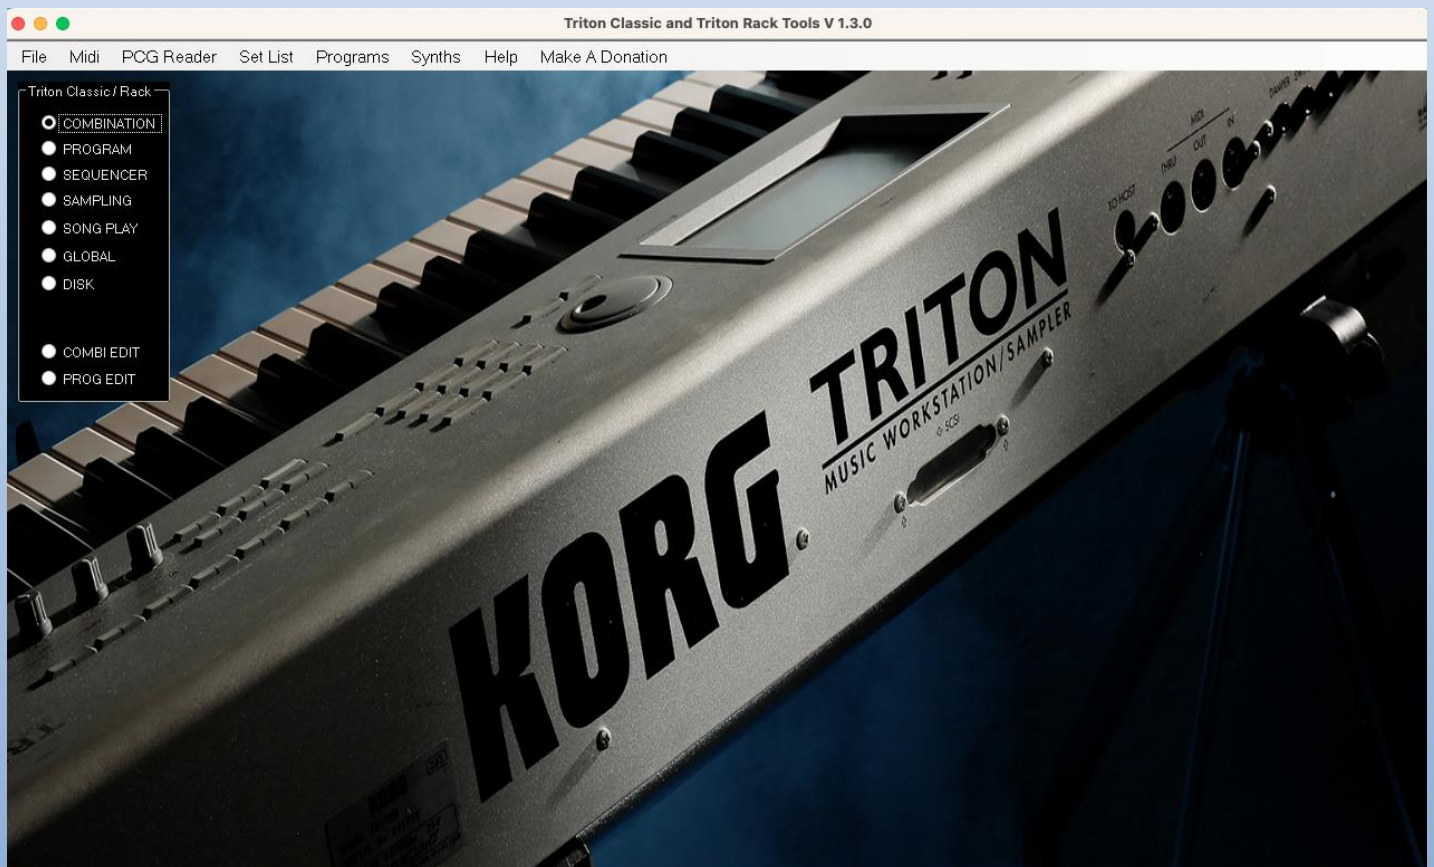 Triton Classic and Triton Rack Tools V 1.3.0
File Midi PCG Reader Set List Programs Synths Help Make A Donation
Triton Classic / Rack
COMBINATION
PROGRAM
SEQUENCER
SAMPLING
SONG PLAY
GLOBAL
DISK
COMBI EDIT
PROG EDIT
DAMPER
MIDI
THRU OUT IN
TO HOST
TRITON
MUSIC WORKSTATION/SAMPLER
SCSI
KORG